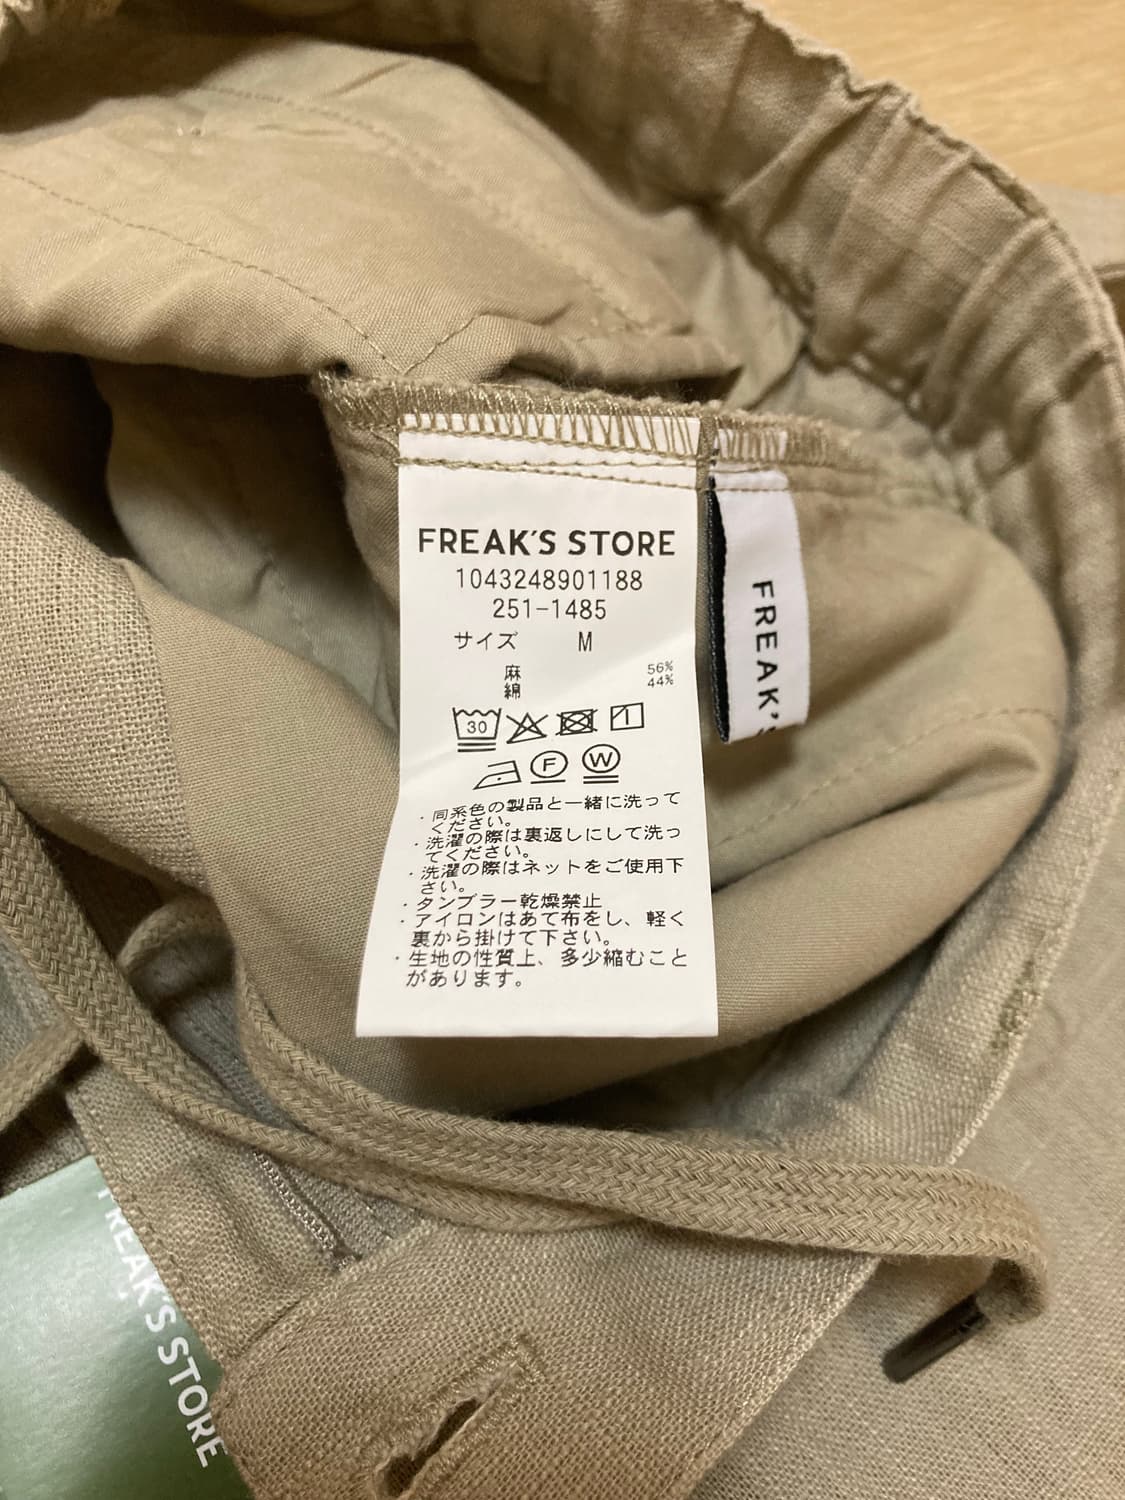 FREAK'S STORE
1043248901188
251-1485
サイズ M
麻 56%
綿 44%
30
F W
・同系色の製品と一緒に洗って
ください。
・洗濯の際は裏返しにして洗っ
てください。
・洗濯の際はネットをご使用下
さい。
・タンブラー乾燥禁止
・アイロンはあて布をし、軽く
裏から掛けて下さい。
・生地の性質上、多少縮むこと
があります。
FREAK'S
FREAK'S STORE